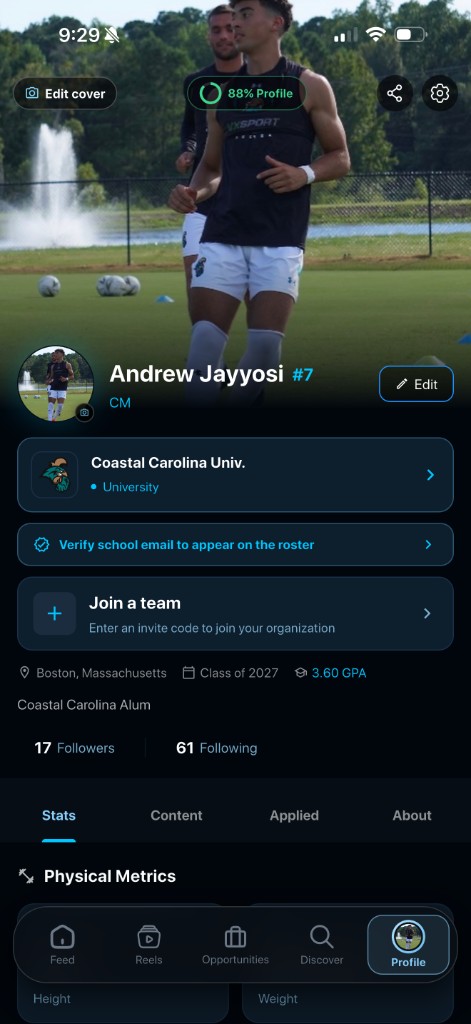 9:29
Edit cover
88% Profile
Andrew Jayyosi #7
CM
Edit
Coastal Carolina Univ.
University
Verify school email to appear on the roster
Join a team
Enter an invite code to join your organization
Boston, Massachusetts Class of 2027 3.60 GPA
Coastal Carolina Alum
17 Followers 61 Following
Stats Content Applied About
Physical Metrics
Feed Reels Opportunities Discover Profile
Height Weight